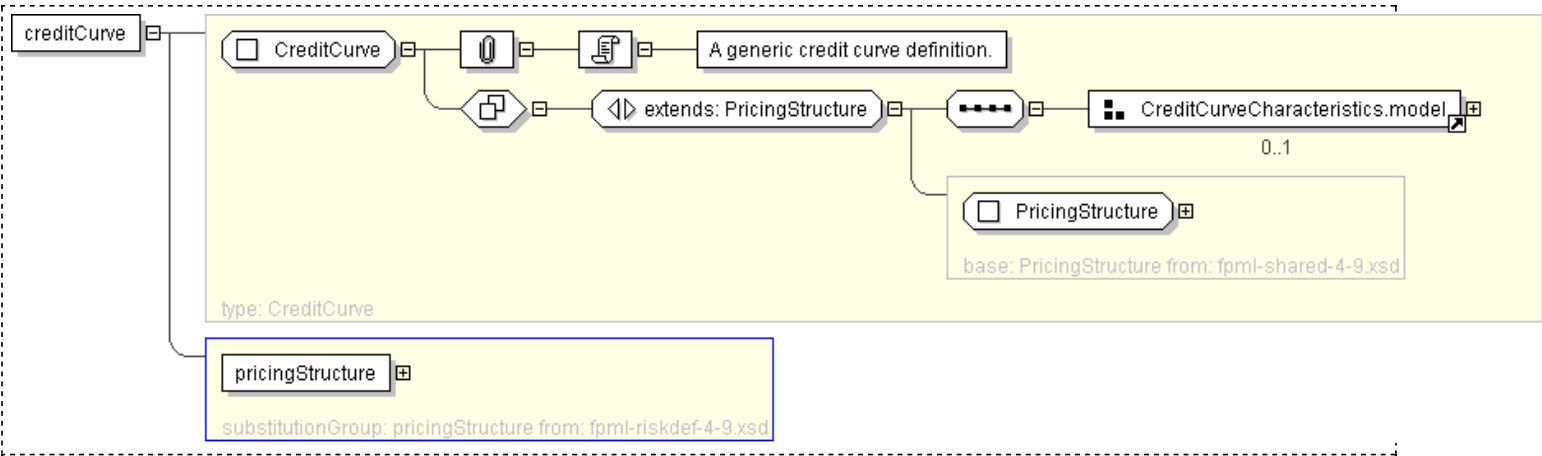 creditCurve
CreditCurve
A generic credit curve definition.
extends: PricingStructure
CreditCurveCharacteristics.model
0..1
PricingStructure
base: PricingStructure from: fpml-shared-4-9.xsd
type: CreditCurve
pricingStructure
substitutionGroup: pricingStructure from: fpml-riskdef-4-9.xsd